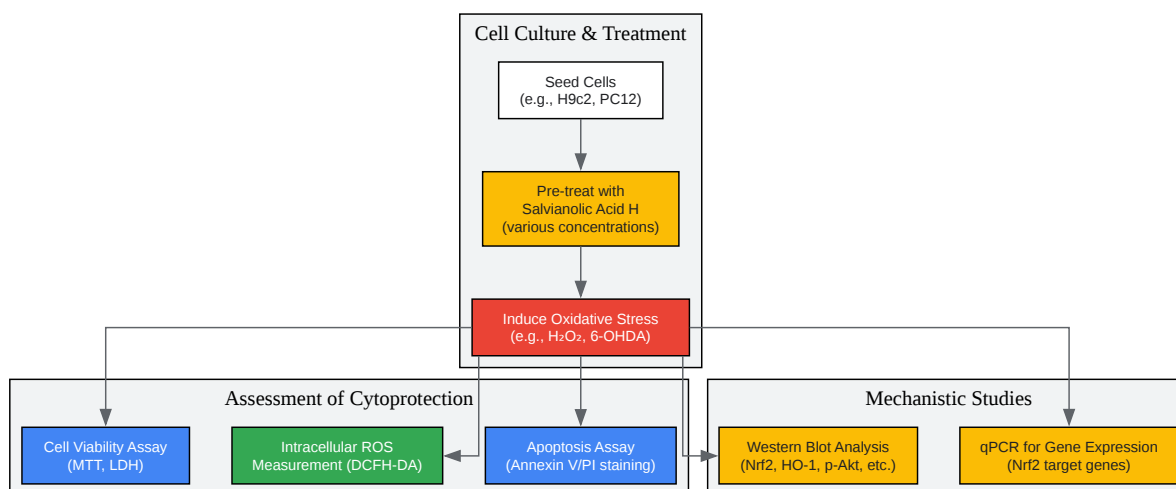 Cell Culture & Treatment
Seed Cells
(e.g., H9c2, PC12)
Pre-treat with
Salvianolic Acid H
(various concentrations)
Induce Oxidative Stress
(e.g., H₂O₂, 6-OHDA)
Assessment of Cytoprotection
Cell Viability Assay
(MTT, LDH)
Intracellular ROS
Measurement (DCFH-DA)
Apoptosis Assay
(Annexin V/PI staining)
Mechanistic Studies
Western Blot Analysis
(Nrf2, HO-1, p-Akt, etc.)
qPCR for Gene Expression
(Nrf2 target genes)